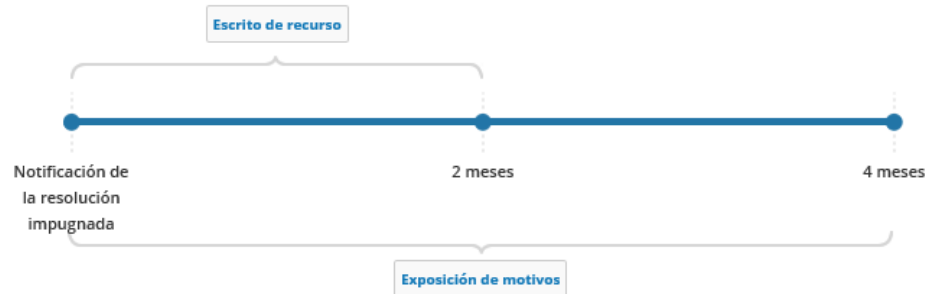 Escrito de recurso
Notificación de
la resolución
impugnada
2 meses
4 meses
Exposición de motivos